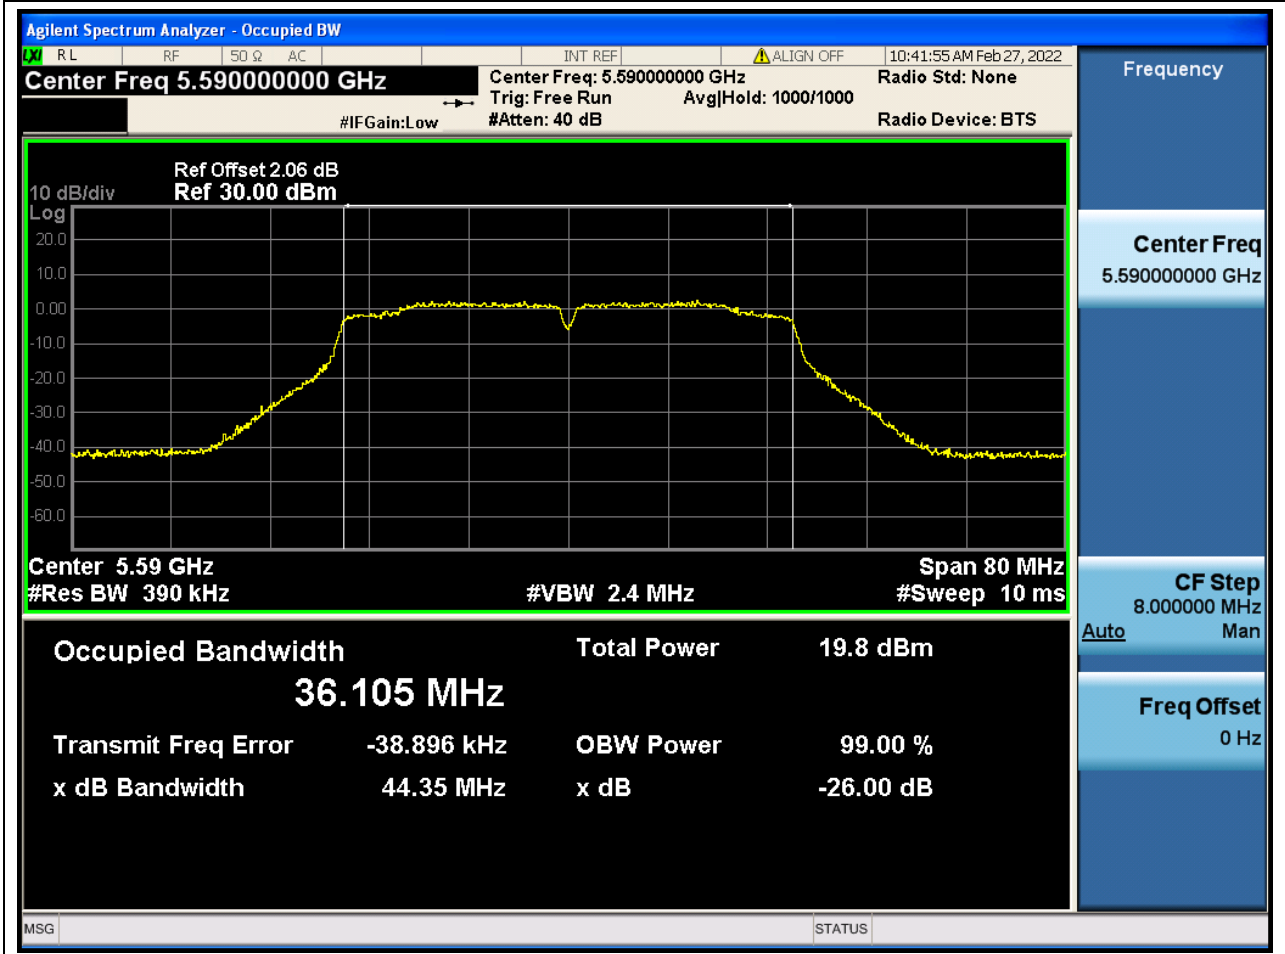 Agilent Spectrum Analyzer - Occupied BW
LXI RL RF 50 Ω AC INT REF ALIGN OFF 10:41:55 AM Feb 27, 2022
Center Freq 5.590000000 GHz
Center Freq: 5.590000000 GHz
Radio Std: None
Trig: Free Run Avg|Hold: 1000/1000
#IFGain:Low
#Atten: 40 dB
Radio Device: BTS
Ref Offset 2.06 dB
10 dB/div Ref 30.00 dBm
Log
20.0
10.0
0.00
-10.0
-20.0
-30.0
-40.0
-50.0
-60.0
Center 5.59 GHz
Span 80 MHz
#Res BW 390 kHz
#VBW 2.4 MHz
#Sweep 10 ms
Occupied Bandwidth
36.105 MHz
Total Power 19.8 dBm
Transmit Freq Error -38.896 kHz
OBW Power 99.00 %
x dB Bandwidth 44.35 MHz
x dB -26.00 dB
Frequency
Center Freq
5.590000000 GHz
CF Step
8.000000 MHz
Auto Man
Freq Offset
0 Hz
MSG
STATUS